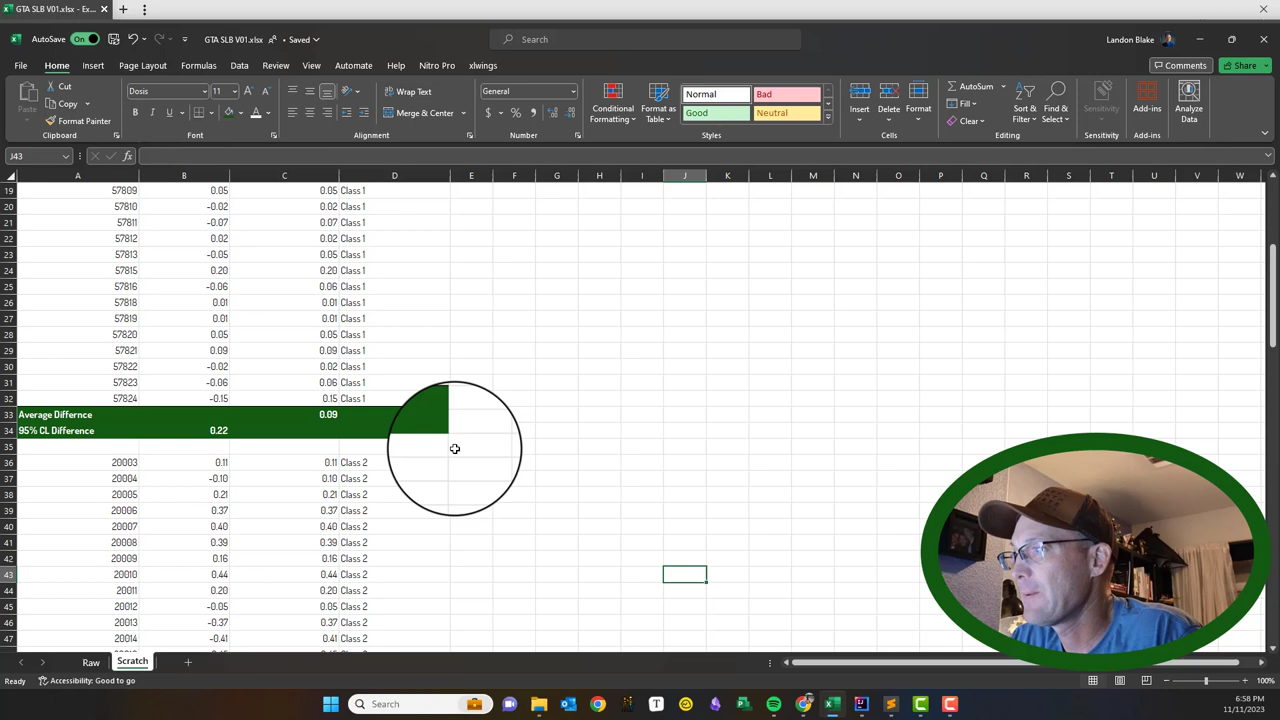 GTA SLB V01.xlsx - Ex...
AutoSave On GTA SLB V01.xlsx • Saved Search Landon Blake
File Home Insert Page Layout Formulas Data Review View Automate Help Nitro Pro xlwings Comments Share
Paste Cut Copy Format Painter Clipboard
Dosis 11 B I U Font
Wrap Text Merge & Center Alignment
General $ % Number
Conditional Formatting Format as Table Normal Bad Good Neutral Styles
Insert Delete Format Cells
AutoSum Fill Clear Sort & Filter Find & Select Editing
Sensitivity Sensitivity
Add-ins Add-ins
Analyze Data
J43 fx
A B C D E F G H I J K L M N O P Q R S T U V W
19 57809 0.05 0.05 Class 1
20 57810 -0.02 0.02 Class 1
21 57811 -0.07 0.07 Class 1
22 57812 0.02 0.02 Class 1
23 57813 -0.05 0.05 Class 1
24 57815 0.20 0.20 Class 1
25 57816 -0.06 0.06 Class 1
26 57818 0.01 0.01 Class 1
27 57819 0.01 0.01 Class 1
28 57820 0.05 0.05 Class 1
29 57821 0.09 0.09 Class 1
30 57822 -0.02 0.02 Class 1
31 57823 -0.06 0.06 Class 1
32 57824 -0.15 0.15 Class 1
33 Average Differnce 0.09
34 95% CL Difference 0.22
35
36 20003 0.11 0.11 Class 2
37 20004 -0.10 0.10 Class 2
38 20005 0.21 0.21 Class 2
39 20006 0.37 0.37 Class 2
40 20007 0.40 0.40 Class 2
41 20008 0.39 0.39 Class 2
42 20009 0.16 0.16 Class 2
43 20010 0.44 0.44 Class 2
44 20011 0.20 0.20 Class 2
45 20012 -0.05 0.05 Class 2
46 20013 -0.37 0.37 Class 2
47 20014 -0.41 0.41 Class 2
Raw Scratch
Ready Accessibility: Good to go 100%
Search 6:58 PM
11/11/2023